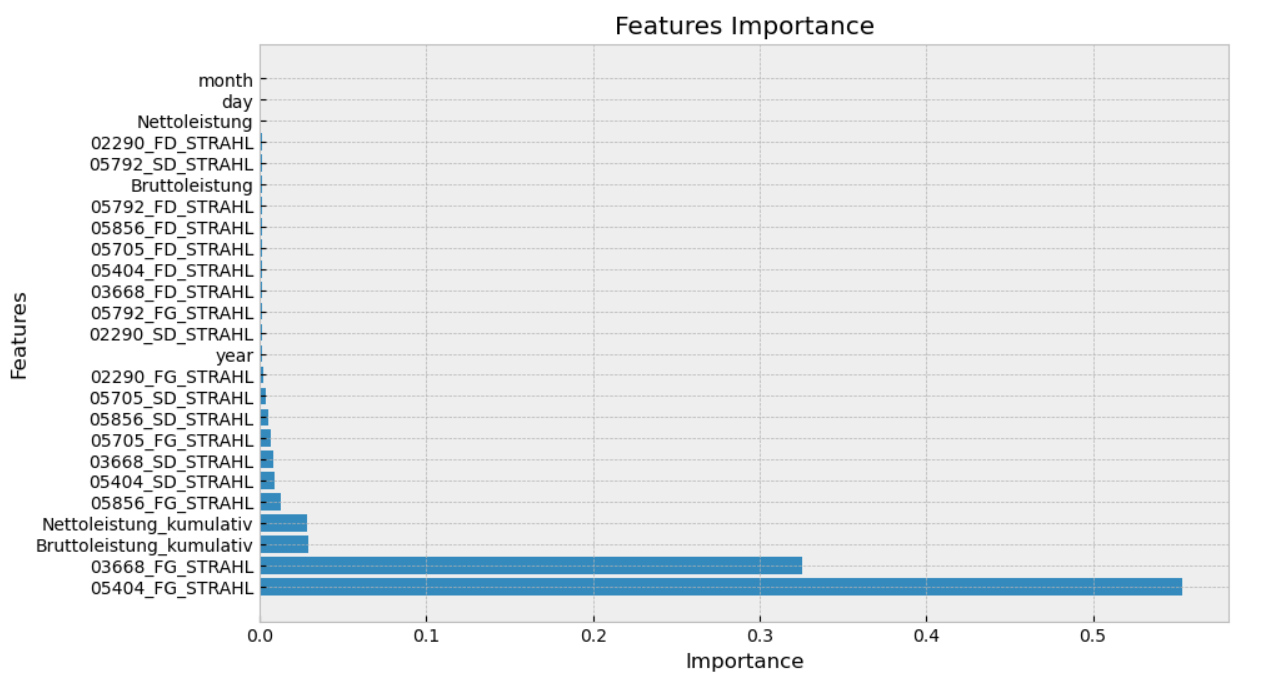 Features Importance
month
day
Nettoleistung
02290_FD_STRAHL
05792_SD_STRAHL
Bruttoleistung
05792_FD_STRAHL
05856_FD_STRAHL
05705_FD_STRAHL
05404_FD_STRAHL
03668_FD_STRAHL
05792_FG_STRAHL
02290_SD_STRAHL
year
02290_FG_STRAHL
05705_SD_STRAHL
05856_SD_STRAHL
05705_FG_STRAHL
03668_SD_STRAHL
05404_SD_STRAHL
05856_FG_STRAHL
Nettoleistung_kumulativ
Bruttoleistung_kumulativ
03668_FG_STRAHL
05404_FG_STRAHL
Features
0.0 0.1 0.2 0.3 0.4 0.5
Importance